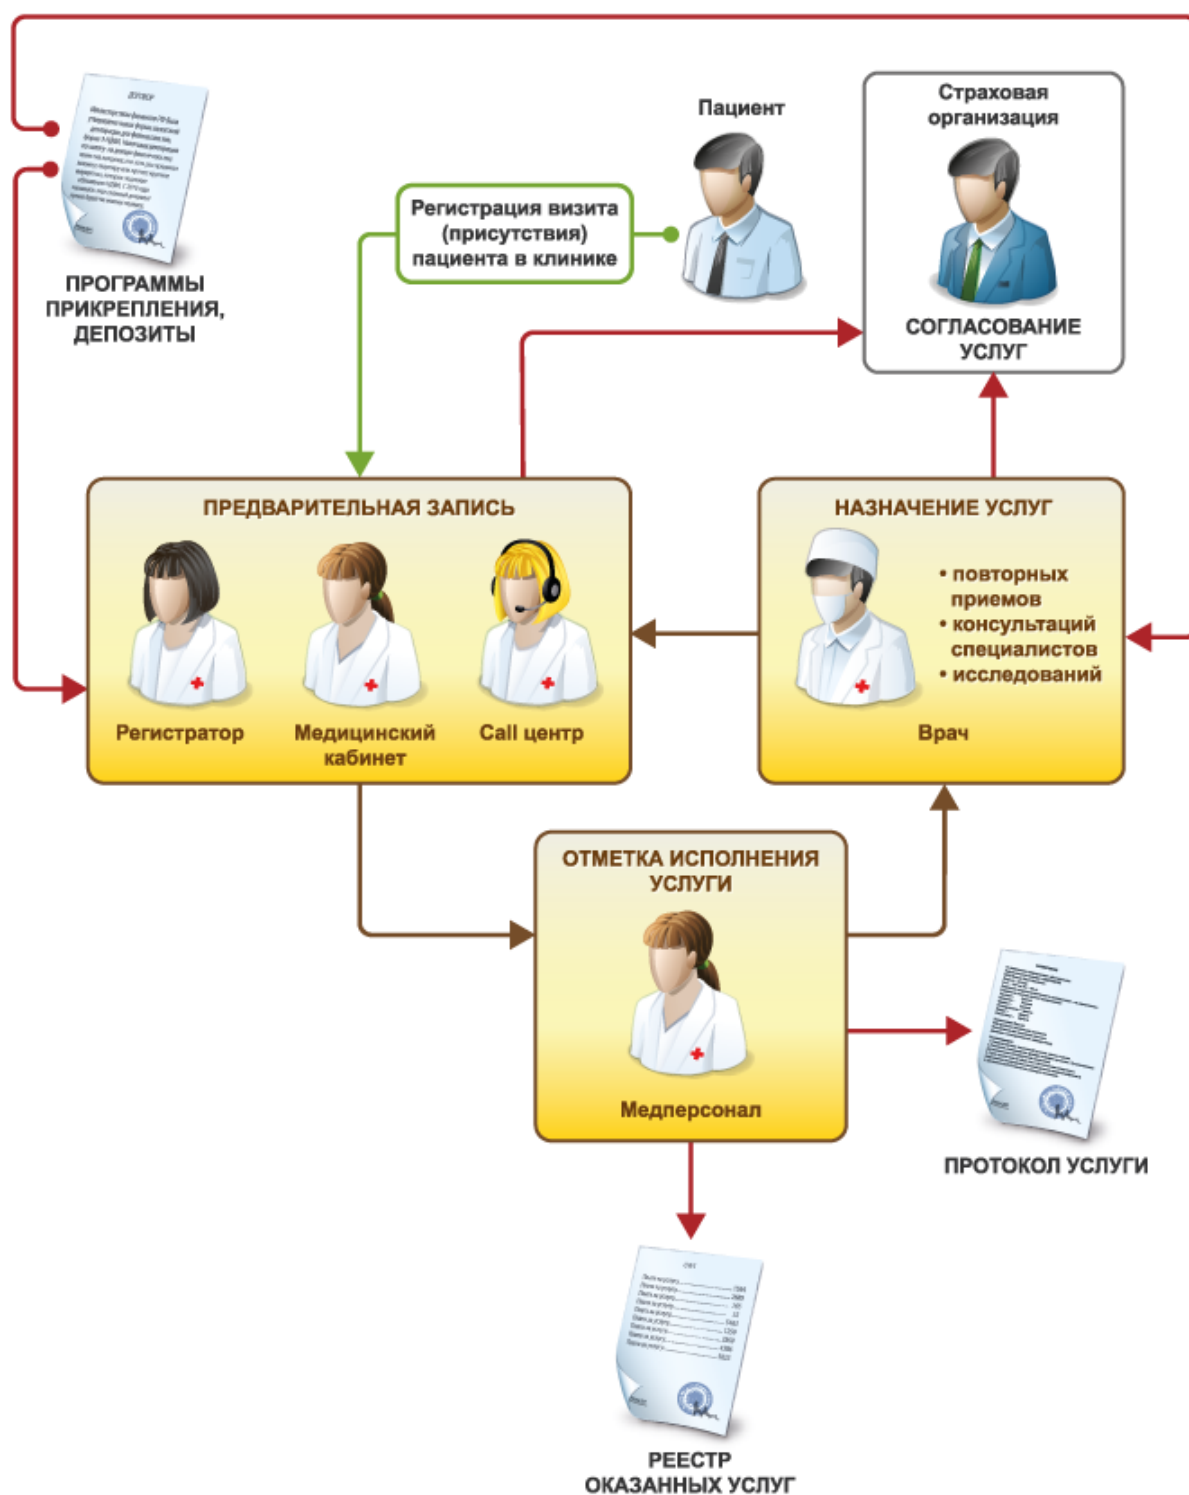 ДОГОВОР
Пациент
Страховая
организация
Регистрация визита
(присутствия)
пациента в клинике
ПРОГРАММЫ
ПРИКРЕПЛЕНИЯ,
ДЕПОЗИТЫ
СОГЛАСОВАНИЕ
УСЛУГ
ПРЕДВАРИТЕЛЬНАЯ ЗАПИСЬ
Регистратор
Медицинский
кабинет
Call центр
НАЗНАЧЕНИЕ УСЛУГ
• повторных
приемов
• консультаций
специалистов
• исследований
Врач
ОТМЕТКА ИСПОЛНЕНИЯ
УСЛУГИ
Медперсонал
ПРОТОКОЛ УСЛУГИ
РЕЕСТР
ОКАЗАННЫХ УСЛУГ